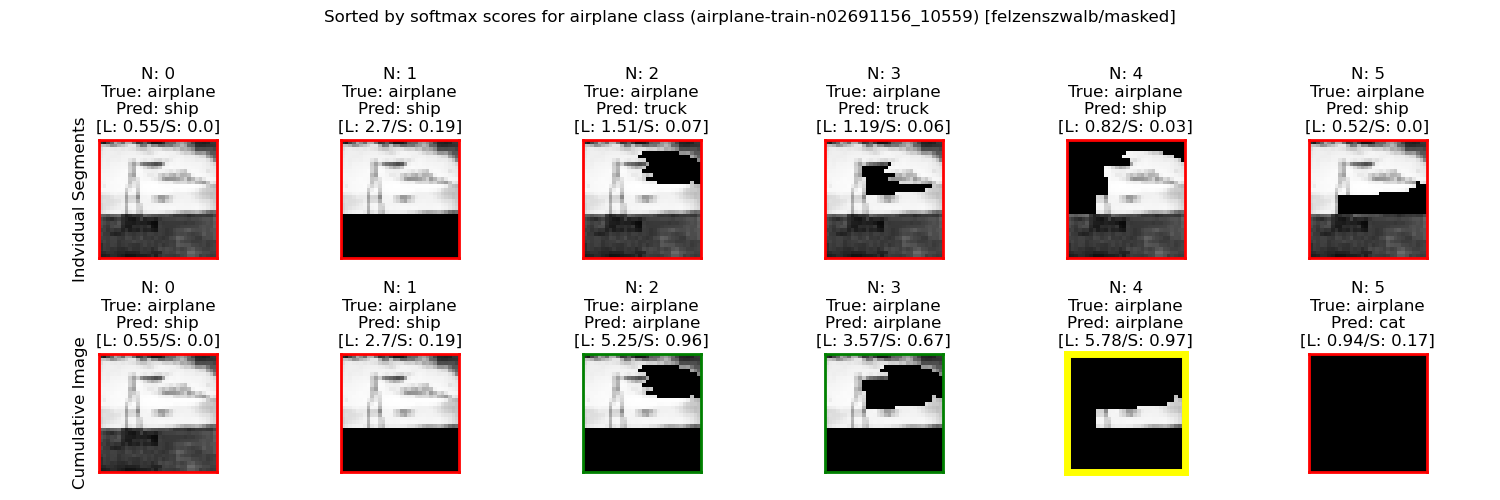 Sorted by softmax scores for airplane class (airplane-train-n02691156_10559) [felzenszwalb/masked]
Indvidual Segments
N: 0
True: airplane
Pred: ship
[L: 0.55/S: 0.0]
N: 1
True: airplane
Pred: ship
[L: 2.7/S: 0.19]
N: 2
True: airplane
Pred: truck
[L: 1.51/S: 0.07]
N: 3
True: airplane
Pred: truck
[L: 1.19/S: 0.06]
N: 4
True: airplane
Pred: ship
[L: 0.82/S: 0.03]
N: 5
True: airplane
Pred: ship
[L: 0.52/S: 0.0]
Cumulative Image
N: 0
True: airplane
Pred: ship
[L: 0.55/S: 0.0]
N: 1
True: airplane
Pred: ship
[L: 2.7/S: 0.19]
N: 2
True: airplane
Pred: airplane
[L: 5.25/S: 0.96]
N: 3
True: airplane
Pred: airplane
[L: 3.57/S: 0.67]
N: 4
True: airplane
Pred: airplane
[L: 5.78/S: 0.97]
N: 5
True: airplane
Pred: cat
[L: 0.94/S: 0.17]